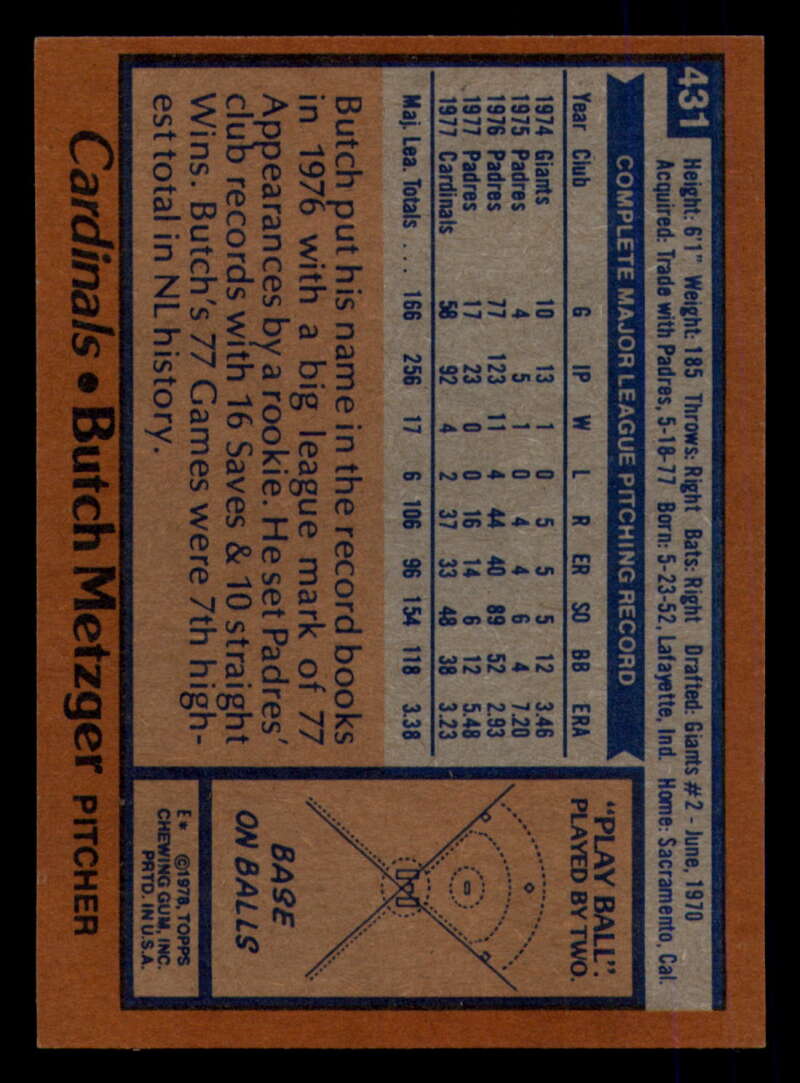 431
Height: 6'1" Weight: 185 Throws: Right Bats: Right Drafted: Giants #2 - June, 1970
Acquired: Trade with Padres, 5-18-77 Born: 5-23-52, Lafayette, Ind. Home: Sacramento, Cal.
COMPLETE MAJOR LEAGUE PITCHING RECORD
Year Club G IP W L R ER SO BB ERA
1974 Giants 10 13 1 0 5 5 5 12 3.46
1975 Padres 4 5 1 0 4 4 6 4 7.20
1976 Padres 77 123 11 4 44 40 89 52 2.93
1977 Padres 17 23 0 0 16 14 6 12 5.48
1977 Cardinals 58 92 4 2 37 33 48 38 3.23
Maj. Lea. Totals ... 166 256 17 6 106 96 154 118 3.38
Butch put his name in the record books
in 1976 with a big league mark of 77
Appearances by a rookie. He set Padres'
club records with 16 Saves & 10 straight
Wins. Butch's 77 Games were 7th high-
est total in NL history.
"PLAY BALL".
PLAYED BY TWO.
BASE
ON BALLS
E* ©1978, TOPPS
CHEWING GUM, INC.
PRTD. IN U.S.A.
Cardinals • Butch Metzger PITCHER